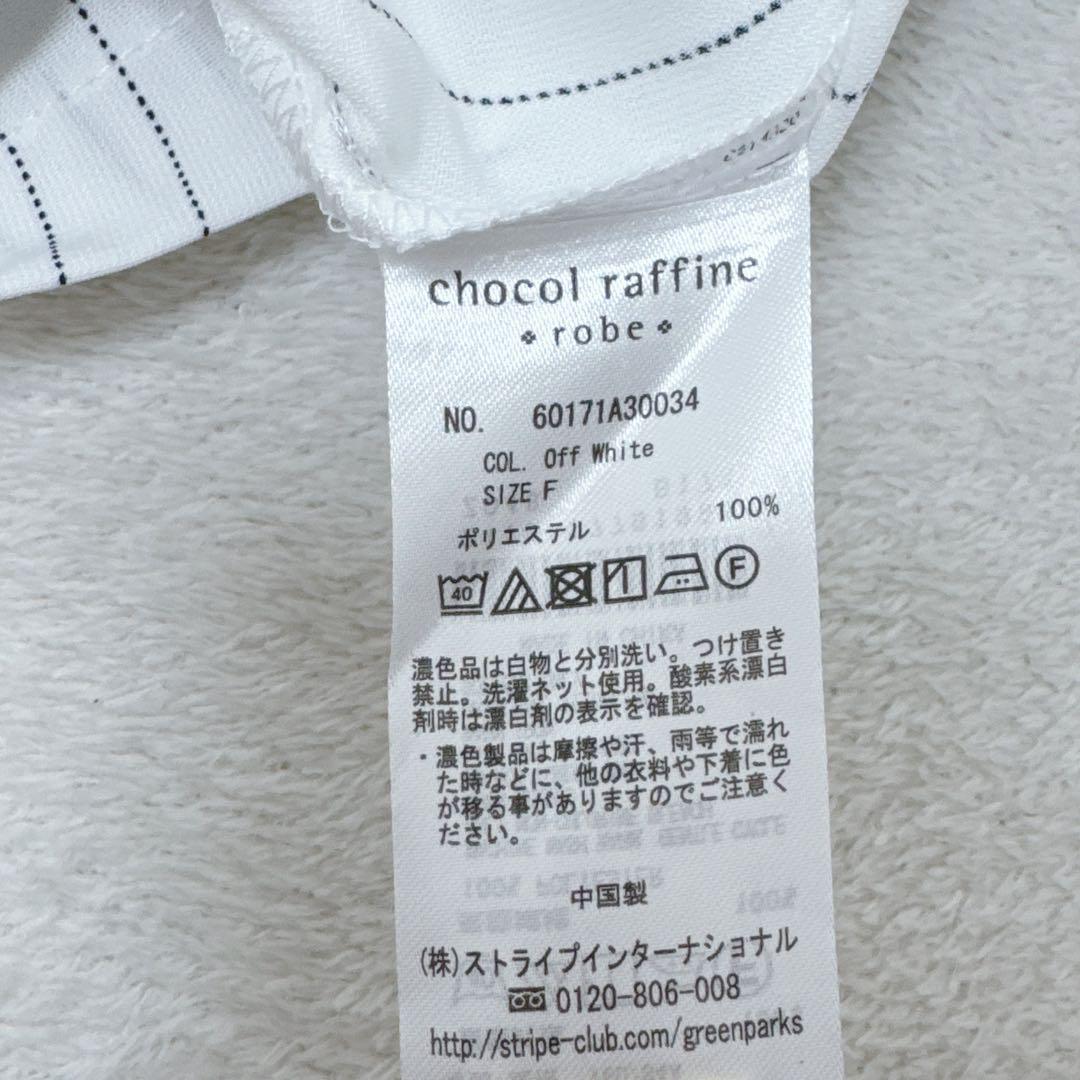 chocol raffine
robe
NO. 60171A30034
COL. Off White
SIZE F
ポリエステル 100%
40 F
濃色品は白物と分別洗い。つけ置き
禁止。洗濯ネット使用。酸素系漂白
剤時は漂白剤の表示を確認。
・濃色製品は摩擦や汗、雨等で濡れ
た時などに、他の衣料や下着に色
が移る事がありますのでご注意く
ださい。
中国製
(株)ストライプインターナショナル
0120-806-008
http://stripe-club.com/greenparks